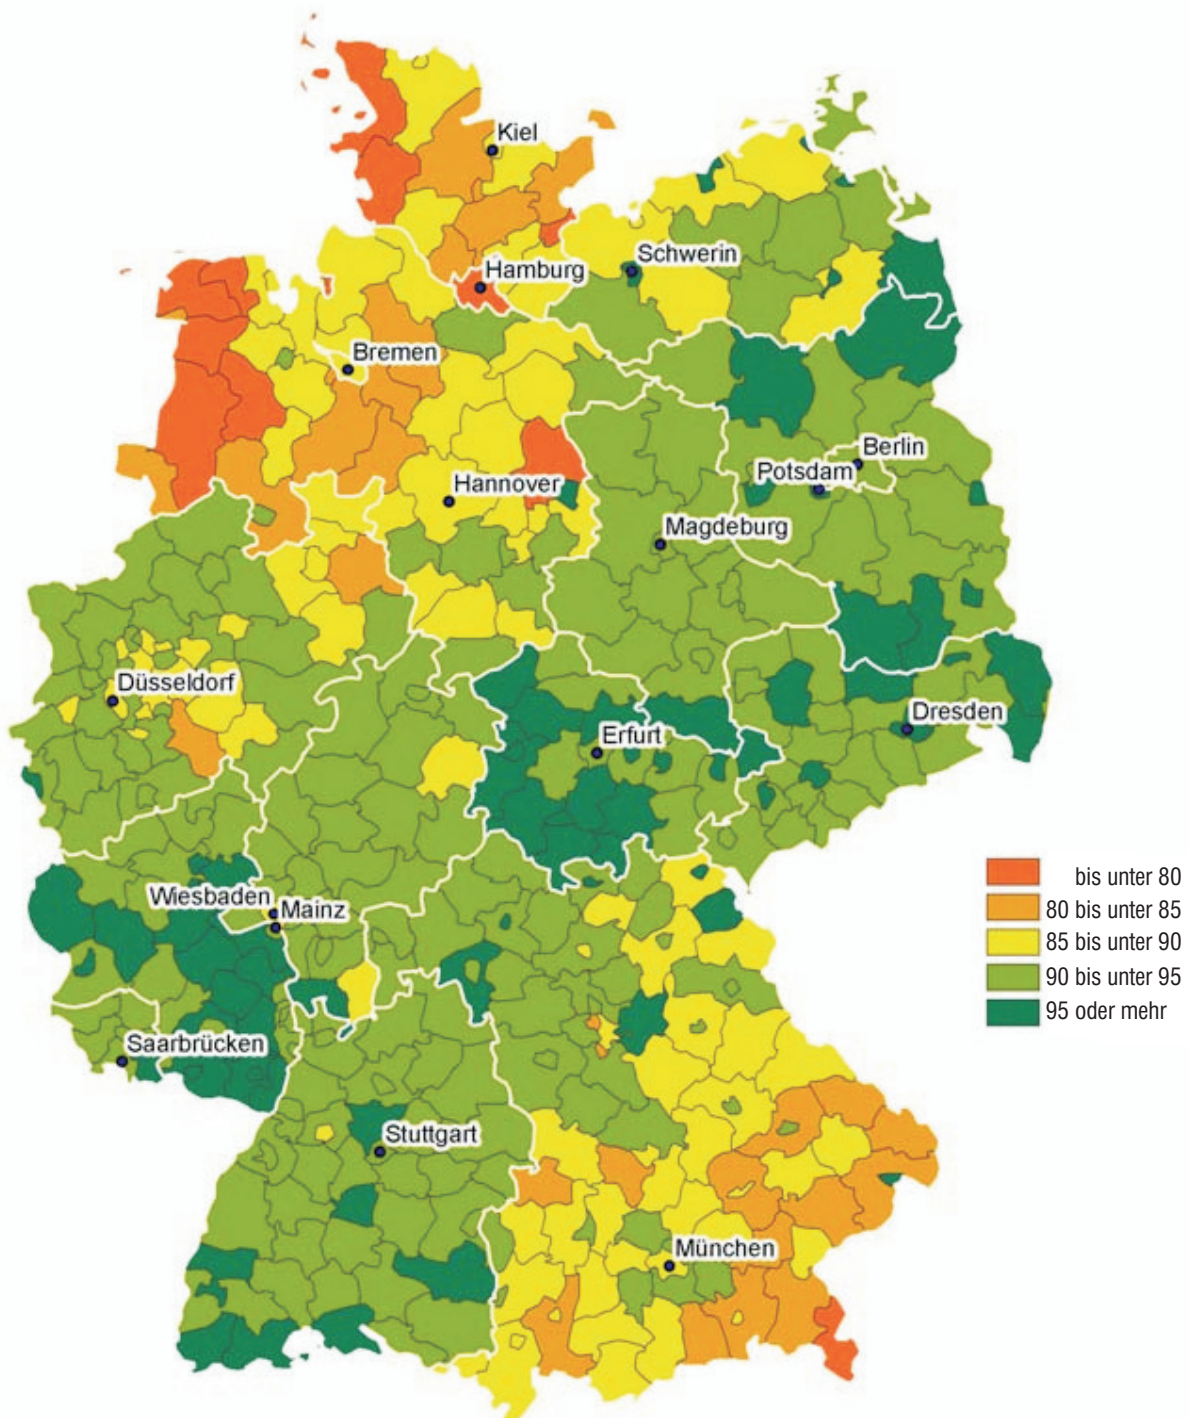 Kiel
Schwerin
Hamburg
Bremen
Berlin
Potsdam
Hannover
Magdeburg
Düsseldorf
Dresden
Erfurt
bis unter 80
Wiesbaden
Mainz
80 bis unter 85
85 bis unter 90
90 bis unter 95
95 oder mehr
Saarbrücken
Stuttgart
München